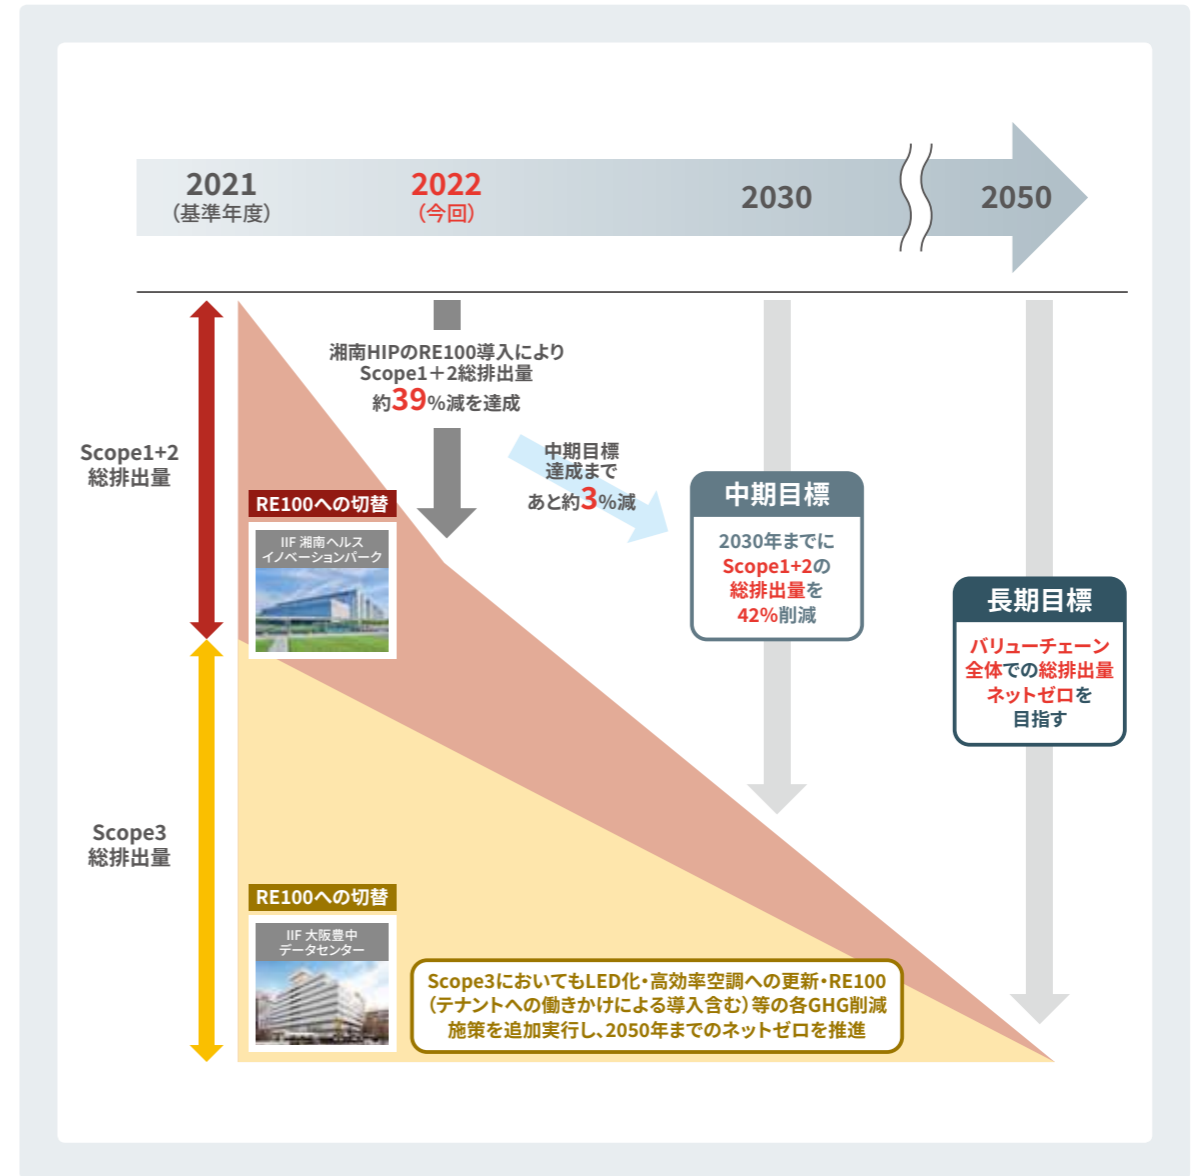 2021
（基準年度）
2022
（今回）
2030
2050
湘南HIPのRE100導入により
Scope1＋2総排出量
約39%減を達成
中期目標
達成まで
あと約3%減
Scope1+2
総排出量
RE100への切替
IIF 湘南ヘルス
イノベーションパーク
中期目標
2030年までに
Scope1+2の
総排出量を
42%削減
長期目標
バリューチェーン
全体での総排出量
ネットゼロを
目指す
Scope3
総排出量
RE100への切替
IIF 大阪豊中
データセンター
Scope3においてもLED化・高効率空調への更新・RE100
（テナントへの働きかけによる導入含む）等の各GHG削減
施策を追加実行し、2050年までのネットゼロを推進